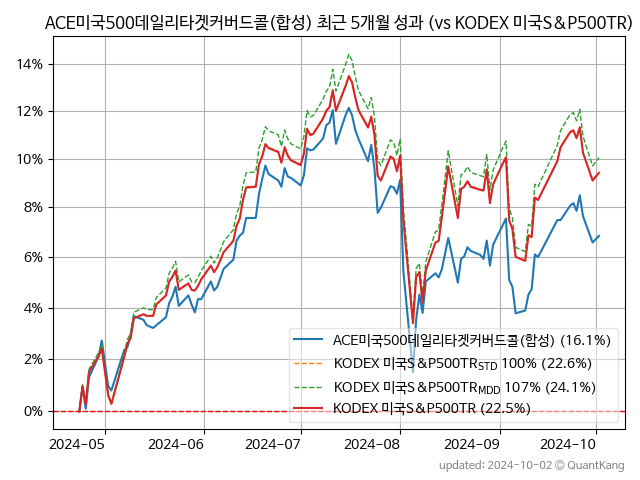 ACE미국500데일리타겟커버드콜(합성) 최근 5개월 성과 (vs KODEX 미국S&P500TR)
14%
12%
10%
8%
6%
4%
2%
0%
ACE미국500데일리타겟커버드콜(합성) (16.1%)
KODEX 미국S&P500TR_STD 100% (22.6%)
KODEX 미국S&P500TR_MDD 107% (24.1%)
KODEX 미국S&P500TR (22.5%)
2024-05 2024-06 2024-07 2024-08 2024-09 2024-10
updated: 2024-10-02 © QuantKang